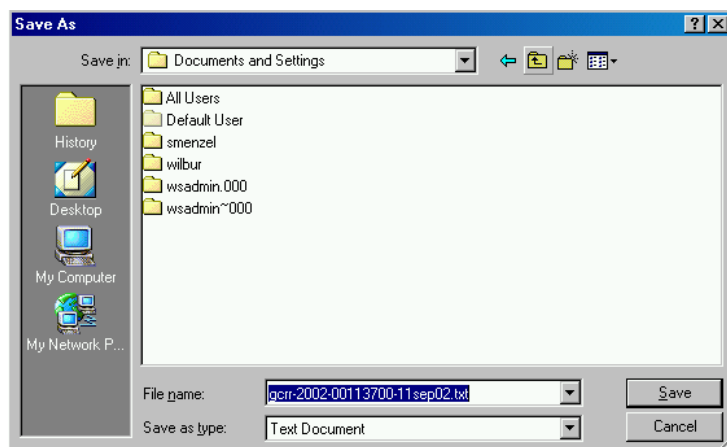 Save As
Save in: Documents and Settings
History
Desktop
My Computer
My Network P...
All Users
Default User
smenzel
wilbur
wsadmin.000
wsadmin~000
File name: gcrr-2002-00113700-11sep02.txt Save
Save as type: Text Document Cancel